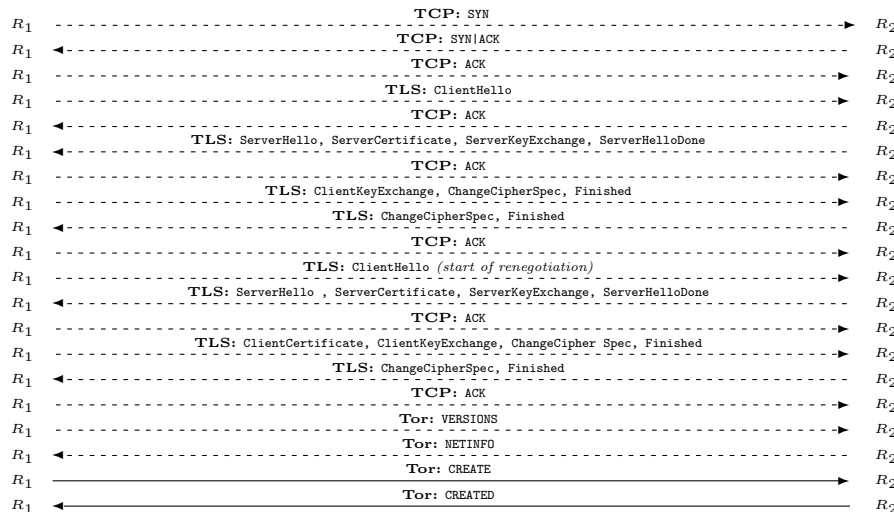 TCP: SYN
R1 R2
TCP: SYN|ACK
R1 R2
TCP: ACK
R1 R2
TLS: ClientHello
R1 R2
TCP: ACK
R1 R2
TLS: ServerHello, ServerCertificate, ServerKeyExchange, ServerHelloDone
R1 R2
TCP: ACK
R1 R2
TLS: ClientKeyExchange, ChangeCipherSpec, Finished
R1 R2
TLS: ChangeCipherSpec, Finished
R1 R2
TCP: ACK
R1 R2
TLS: ClientHello (start of renegotiation)
R1 R2
TLS: ServerHello , ServerCertificate, ServerKeyExchange, ServerHelloDone
R1 R2
TCP: ACK
R1 R2
TLS: ClientCertificate, ClientKeyExchange, ChangeCipher Spec, Finished
R1 R2
TLS: ChangeCipherSpec, Finished
R1 R2
TCP: ACK
R1 R2
Tor: VERSIONS
R1 R2
Tor: NETINFO
R1 R2
Tor: CREATE
R1 R2
Tor: CREATED
R1 R2